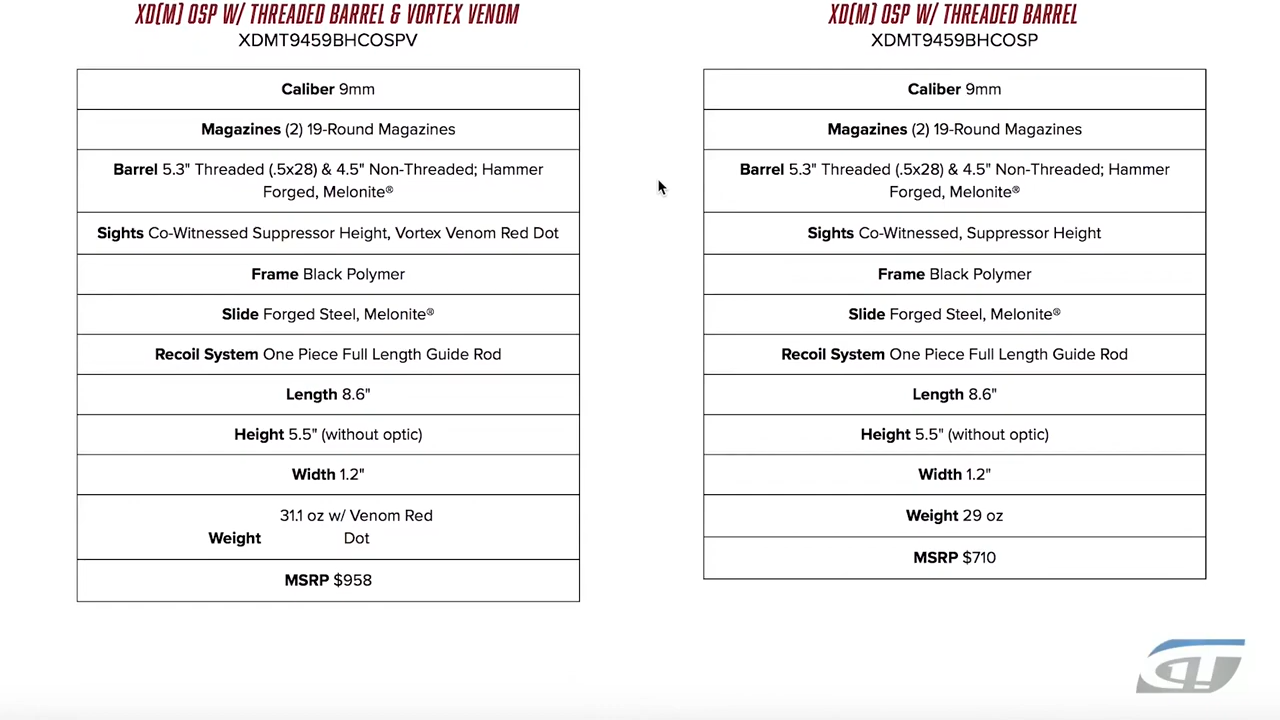 XD(M) OSP W/ THREADED BARREL & VORTEX VENOM
XDMT9459BHCOSPV
Caliber 9mm
Magazines (2) 19-Round Magazines
Barrel 5.3" Threaded (.5x28) & 4.5" Non-Threaded; Hammer
Forged, Melonite®
Sights Co-Witnessed Suppressor Height, Vortex Venom Red Dot
Frame Black Polymer
Slide Forged Steel, Melonite®
Recoil System One Piece Full Length Guide Rod
Length 8.6"
Height 5.5" (without optic)
Width 1.2"
31.1 oz w/ Venom Red
Weight Dot
MSRP $958
XD(M) OSP W/ THREADED BARREL
XDMT9459BHCOSP
Caliber 9mm
Magazines (2) 19-Round Magazines
Barrel 5.3" Threaded (.5x28) & 4.5" Non-Threaded; Hammer
Forged, Melonite®
Sights Co-Witnessed, Suppressor Height
Frame Black Polymer
Slide Forged Steel, Melonite®
Recoil System One Piece Full Length Guide Rod
Length 8.6"
Height 5.5" (without optic)
Width 1.2"
Weight 29 oz
MSRP $710